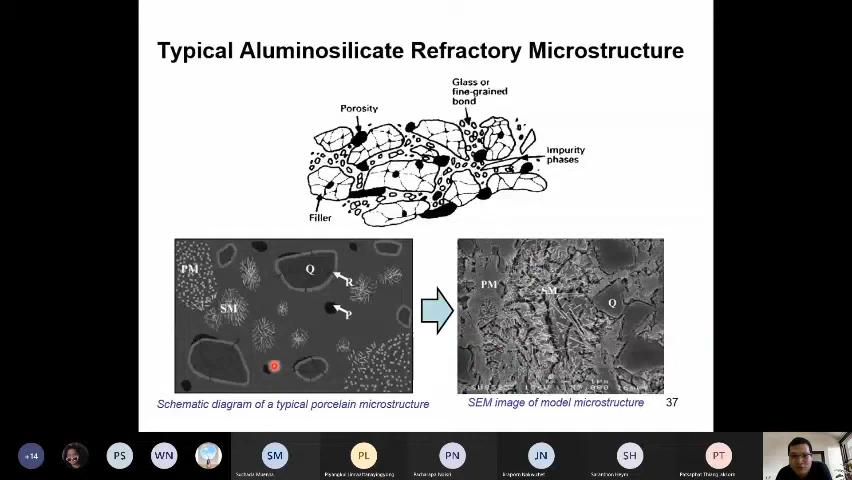 Typical Aluminosilicate Refractory Microstructure
Glass or
fine-grained
bond
Porosity
Impurity
phases
Filler
PM
Q
R
SM
P
PM
SM
Q
Schematic diagram of a typical porcelain microstructure
SEM image of model microstructure
37
+14
PS
WN
SM
PL
PN
JN
SH
PT